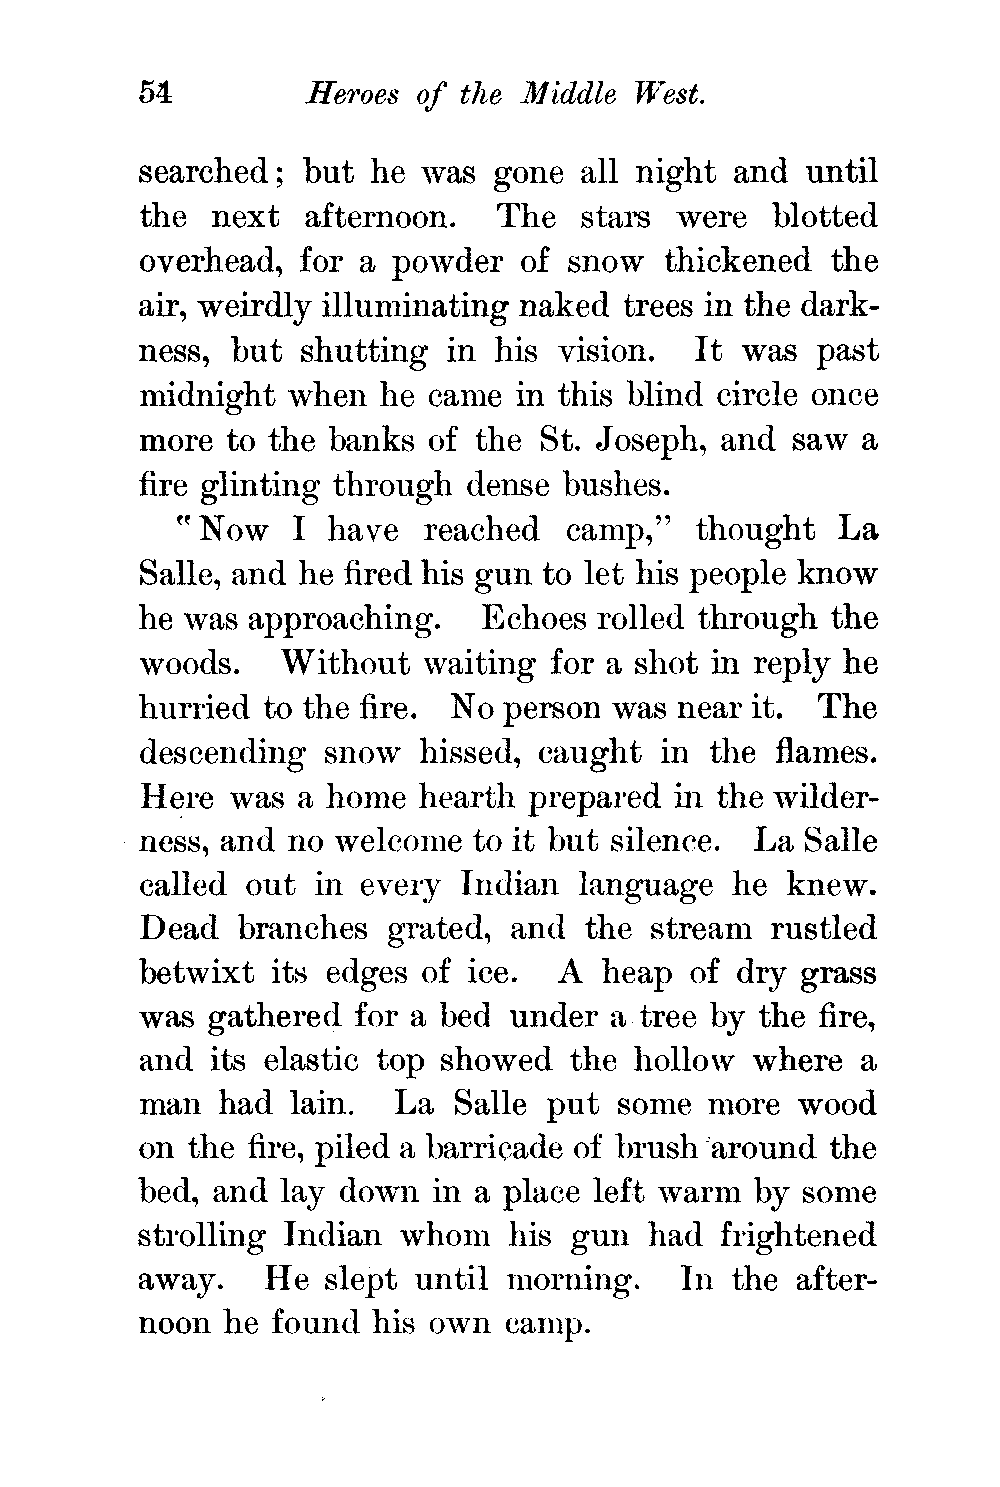 54 Heroes of the Middle West.
searched; but he was gone all night and until
the next afternoon. The stars were blotted
overhead, for a powder of snow thickened the
air, weirdly illuminating naked trees in the dark-
ness, but shutting in his vision. It was past
midnight when he came in this blind circle once
more to the banks of the St. Joseph, and saw a
fire glinting through dense bushes.
"Now I have reached camp," thought La
Salle, and he fired his gun to let his people know
he was approaching. Echoes rolled through the
woods. Without waiting for a shot in reply he
hurried to the fire. No person was near it. The
descending snow hissed, caught in the flames.
Here was a home hearth prepared in the wilder-
ness, and no welcome to it but silence. La Salle
called out in every Indian language he knew.
Dead branches grated, and the stream rustled
betwixt its edges of ice. A heap of dry grass
was gathered for a bed under a tree by the fire,
and its elastic top showed the hollow where a
man had lain. La Salle put some more wood
on the fire, piled a barricade of brush around the
bed, and lay down in a place left warm by some
strolling Indian whom his gun had frightened
away. He slept until morning. In the after-
noon he found his own camp.